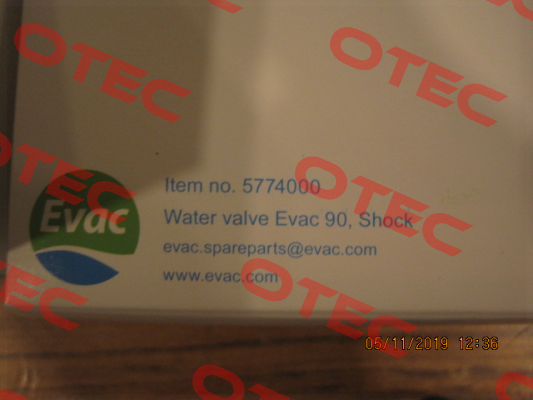 OTEC
OTEC
Item no. 5774000
OTEC
OTEC
Evac
Water valve Evac 90, Shock
evac.spareparts@evac.com
www.evac.com
OTEC
OTEC
05/11/2019 12:36
OTEC
OTEC